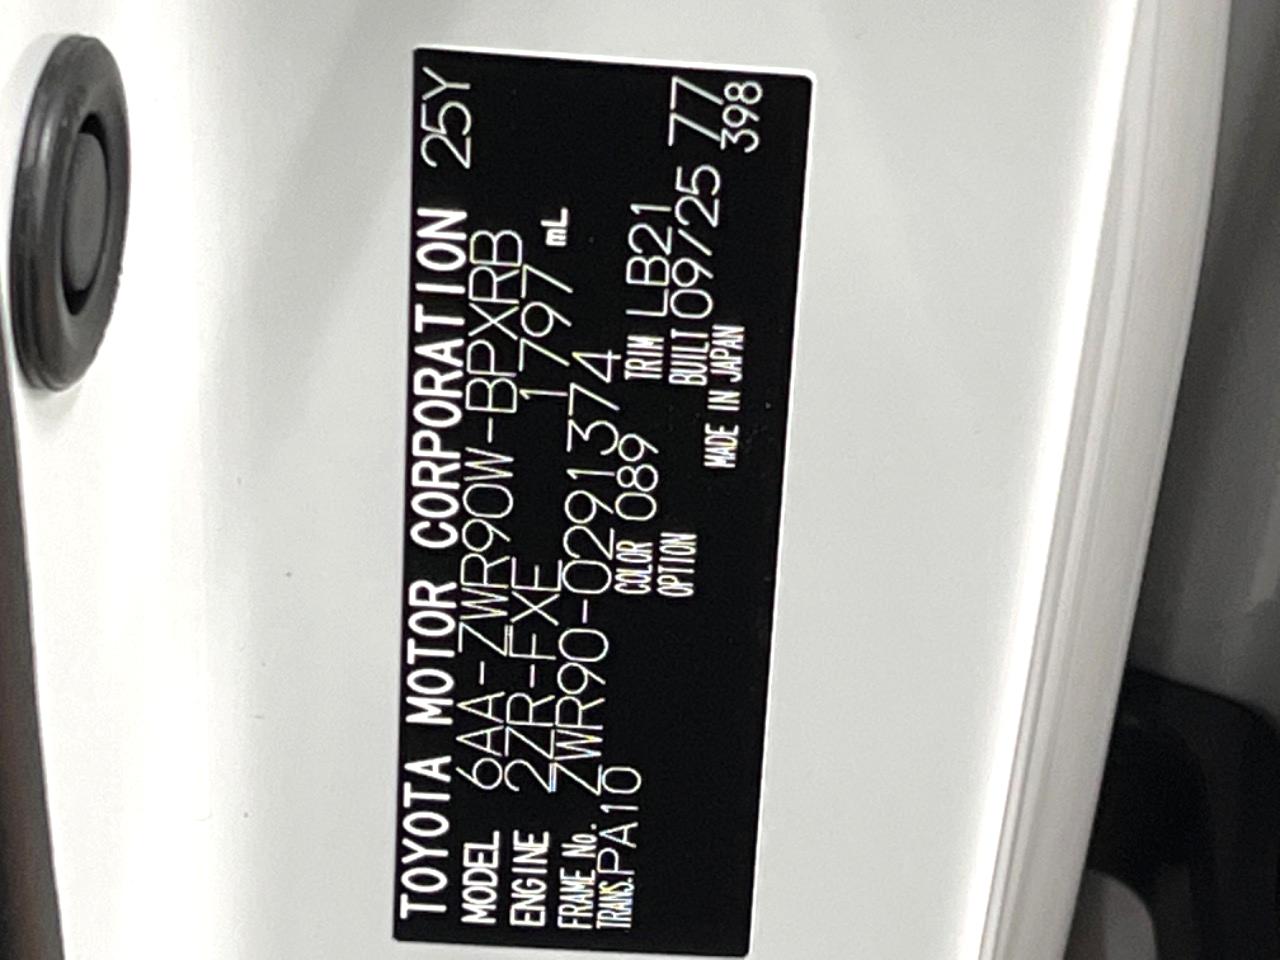 TOYOTA MOTOR CORPORATION 25Y
MODEL 6AA-ZWR90W-BPXRB
ENGINE 2ZR-FXE 1797 mL
FRAME No. ZWR90-0291374
TRANS. PA10 COLOR 089 TRIM LB21
OPTION BUILT 09/25 77
MADE IN JAPAN 398